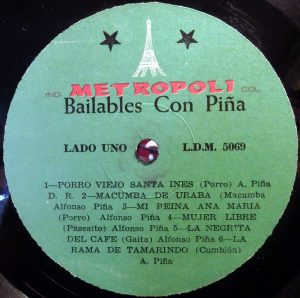 IND. METROPOLI COL.
Bailables Con Piña
LADO UNO L.D.M. 5069
1—PORRO VIEJO SANTA INES (Porro) A. Piña
D. R. 2—MACUMBA DE URABA (Macumba
Alfonso Piña 3—MI REINA ANA MARIA
(Porro) Alfonso Piña 4—MUJER LIBRE
(Paseaito) Alfonso Piña 5—LA NEGRITA
DEL CAFE (Gaita) Alfonso Piña 6—LA
RAMA DE TAMARINDO (Cumbión)
A. Piña